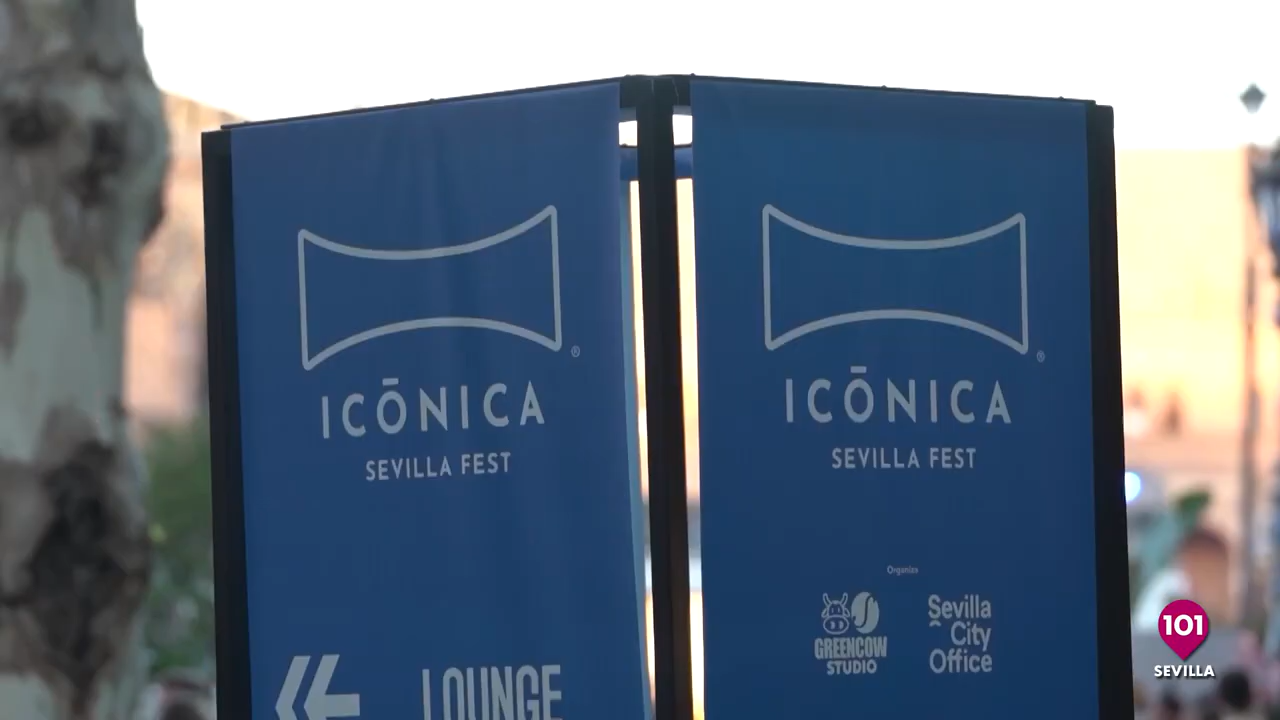 ICŌNICA
SEVILLA FEST
LOUNGE
®
ICŌNICA
SEVILLA FEST
®
Organiza
GREENCOW
STUDIO
Sevilla
City
Office
101
SEVILLA